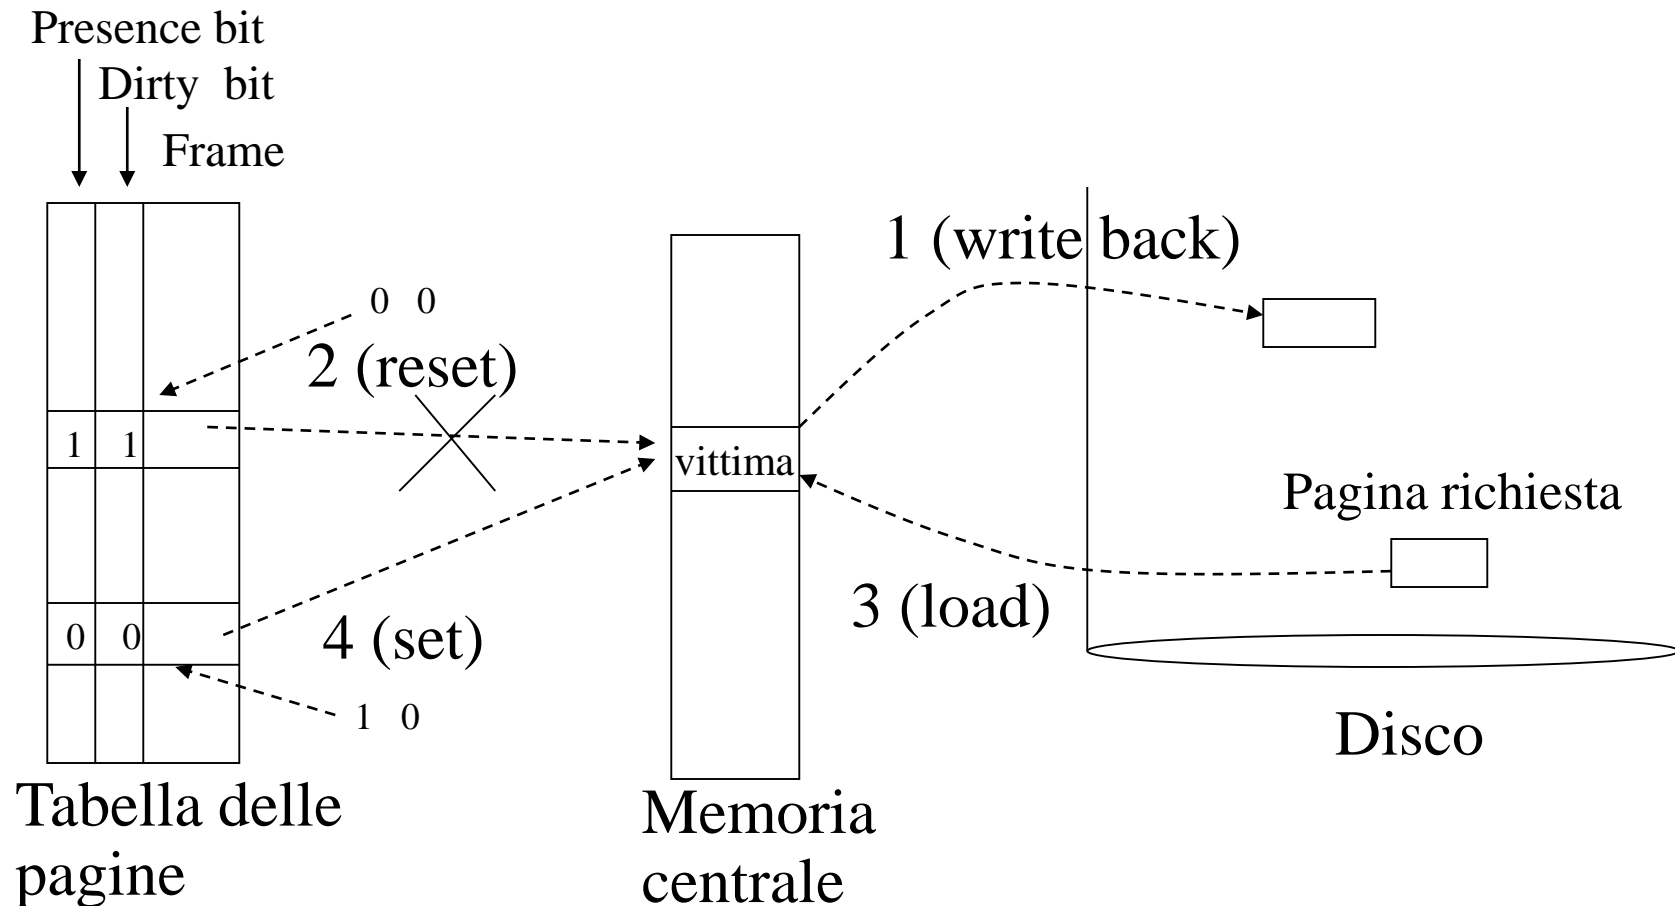 Presence bit
Dirty bit
Frame
1 (write back)
0 0
2 (reset)
1 1
vittima
Pagina richiesta
3 (load)
0 0
4 (set)
1 0
Disco
Tabella delle
pagine
Memoria
centrale